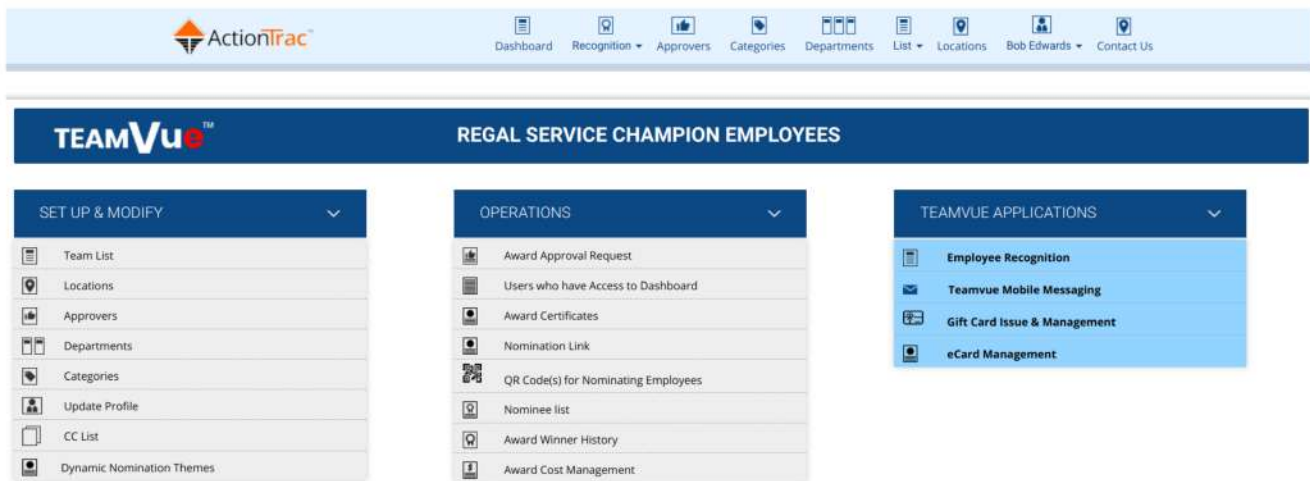 ActionTrac™
Dashboard
Recognition
Approvers
Categories
Departments
List
Locations
Bob Edwards
Contact Us
TEAMVue™
REGAL SERVICE CHAMPION EMPLOYEES
SET UP & MODIFY
Team List
Locations
Approvers
Departments
Categories
Update Profile
CC List
Dynamic Nomination Themes
OPERATIONS
Award Approval Request
Users who have Access to Dashboard
Award Certificates
Nomination Link
QR Code(s) for Nominating Employees
Nominee list
Award Winner History
Award Cost Management
TEAMVUE APPLICATIONS
Employee Recognition
Teamvue Mobile Messaging
Gift Card Issue & Management
eCard Management